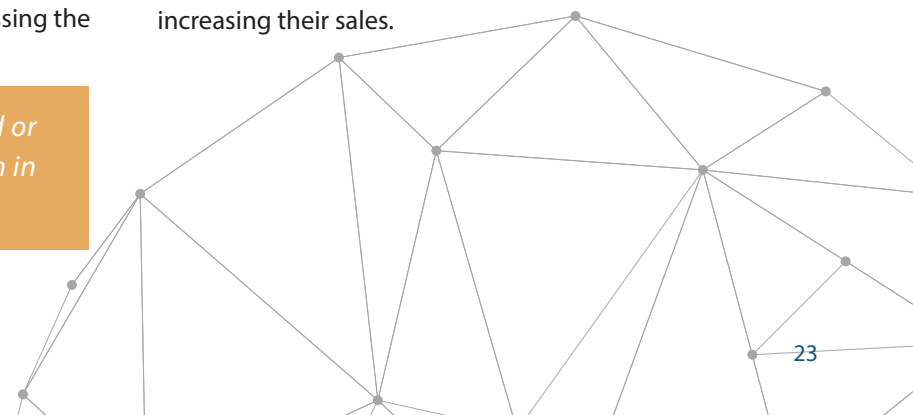 sing the
increasing their sales.
or
in
23